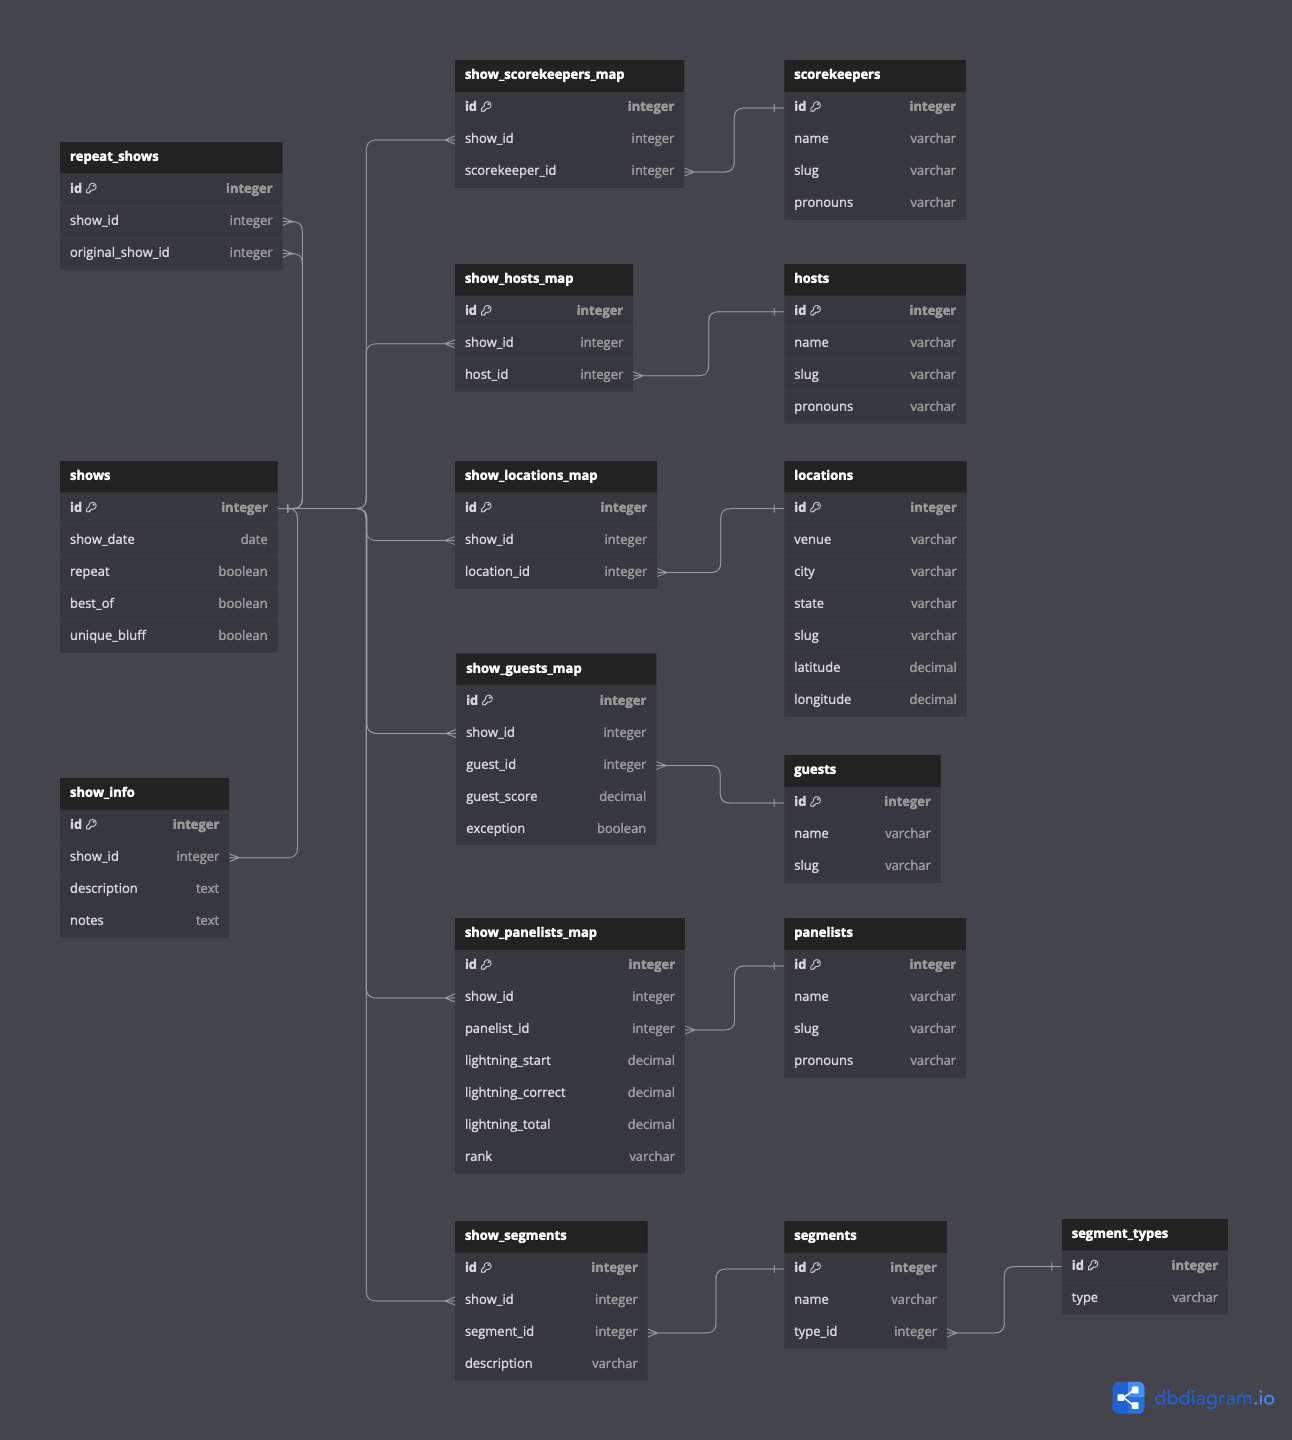 repeat_shows
id integer
show_id integer
original_show_id integer
shows
id integer
show_date date
repeat boolean
best_of boolean
unique_bluff boolean
show_info
id integer
show_id integer
description text
notes text
show_scorekeepers_map
id integer
show_id integer
scorekeeper_id integer
show_hosts_map
id integer
show_id integer
host_id integer
show_locations_map
id integer
show_id integer
location_id integer
show_guests_map
id integer
show_id integer
guest_id integer
guest_score decimal
exception boolean
show_panelists_map
id integer
show_id integer
panelist_id integer
lightning_start decimal
lightning_correct decimal
lightning_total decimal
rank varchar
show_segments
id integer
show_id integer
segment_id integer
description varchar
scorekeepers
id integer
name varchar
slug varchar
pronouns varchar
hosts
id integer
name varchar
slug varchar
pronouns varchar
locations
id integer
venue varchar
city varchar
state varchar
slug varchar
latitude decimal
longitude decimal
guests
id integer
name varchar
slug varchar
panelists
id integer
name varchar
slug varchar
pronouns varchar
segments
id integer
name varchar
type_id integer
segment_types
id integer
type varchar
dbdiagram.io